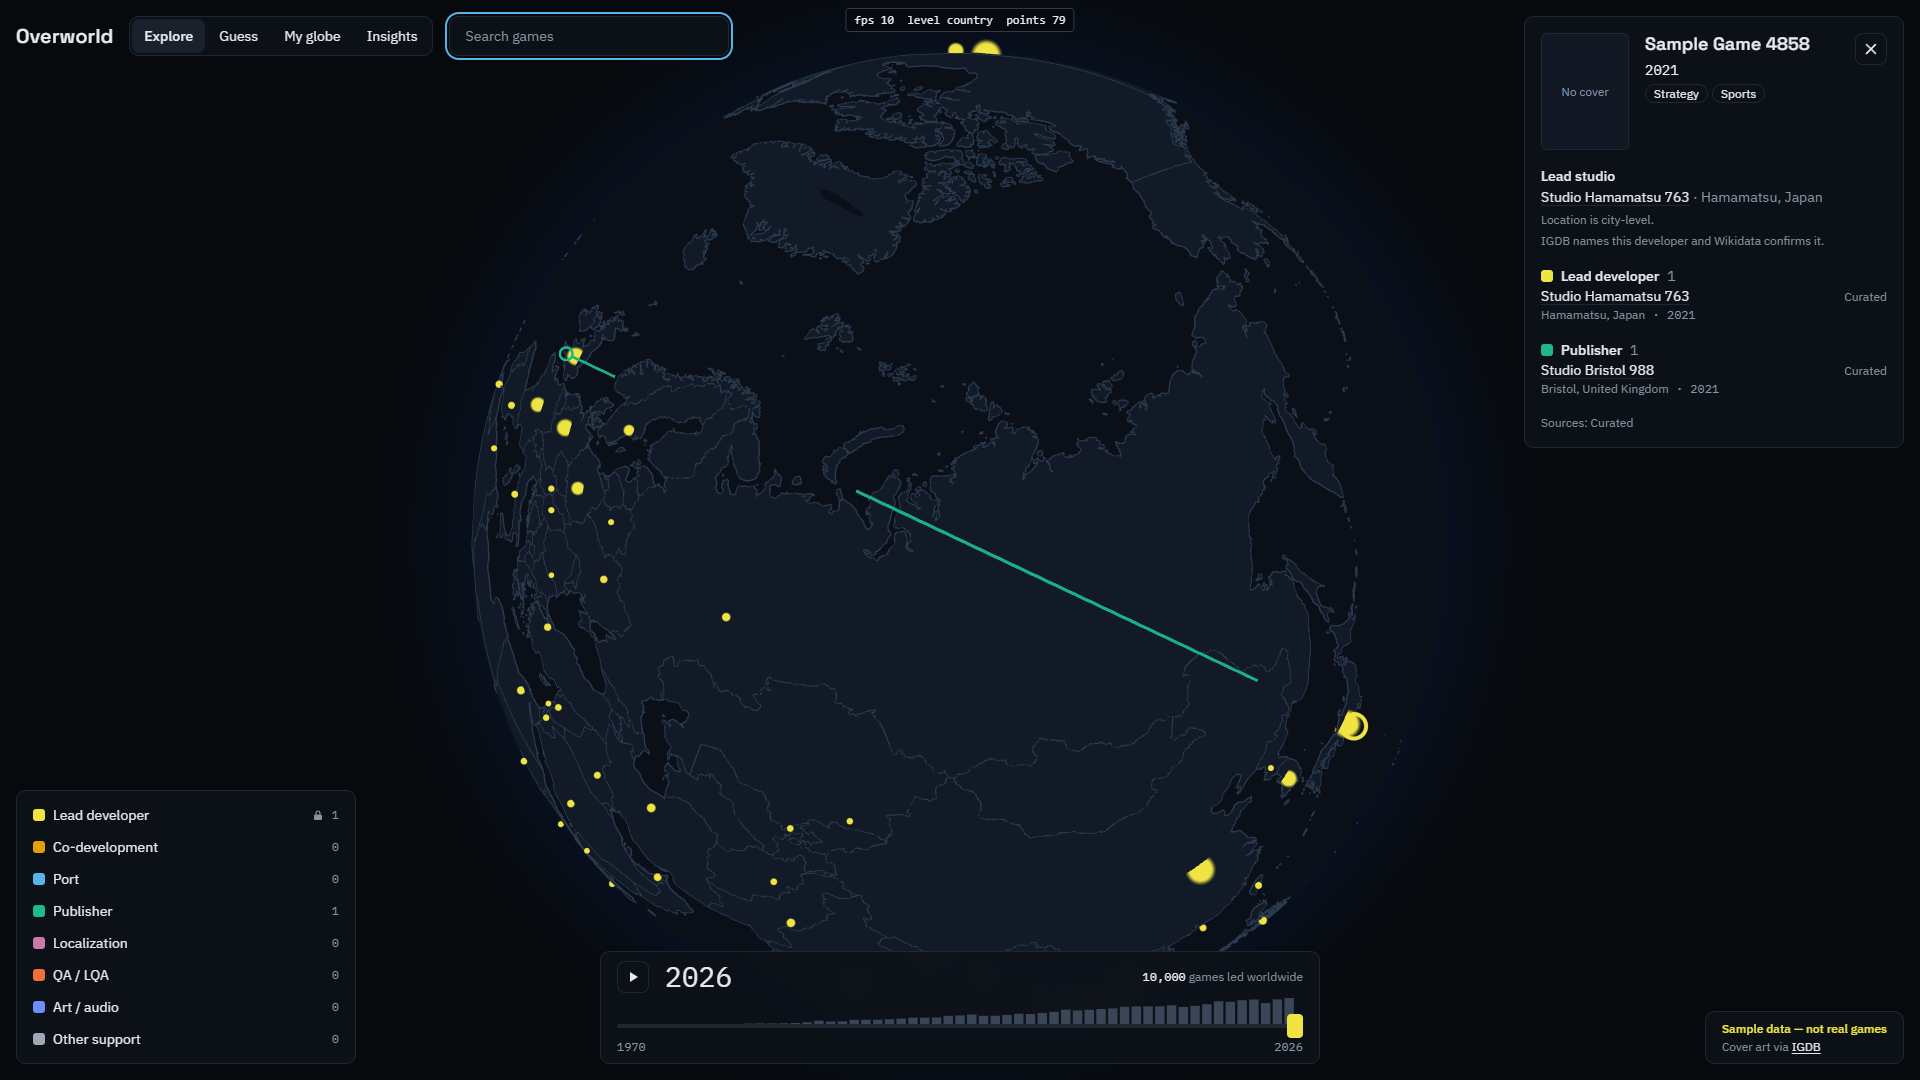 Overworld
Explore
Guess
My globe
Insights
Search games
fps 10 level country points 79
No cover
Sample Game 4858
2021
Strategy
Sports
Lead studio
Studio Hamamatsu 763 · Hamamatsu, Japan
Location is city-level.
IGDB names this developer and Wikidata confirms it.
Lead developer 1
Studio Hamamatsu 763 Curated
Hamamatsu, Japan · 2021
Publisher 1
Studio Bristol 988 Curated
Bristol, United Kingdom · 2021
Sources: Curated
Lead developer 1
Co-development 0
Port 0
Publisher 1
Localization 0
QA / LQA 0
Art / audio 0
Other support 0
2026
10,000 games led worldwide
1970
2026
Sample data — not real games
Cover art via IGDB